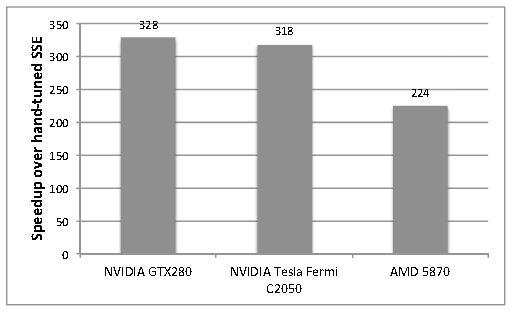 Speedup over hand-tuned SSE
350
300
250
200
150
100
50
0
328
318
224
NVIDIA GTX280
NVIDIA Tesla Fermi
C2050
AMD 5870